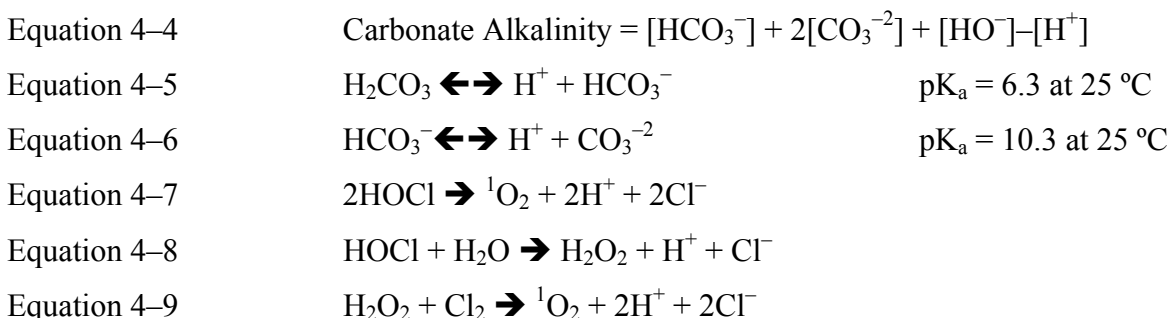 Equation 4–4 Carbonate Alkalinity = [HCO₃⁻] + 2[CO₃⁻²] + [HO⁻]–[H⁺]
Equation 4–5 H₂CO₃ 🡸🡺 H⁺ + HCO₃⁻ pKₐ = 6.3 at 25 ºC
Equation 4–6 HCO₃⁻ 🡸🡺 H⁺ + CO₃⁻² pKₐ = 10.3 at 25 ºC
Equation 4–7 2HOCl 🡺 ¹O₂ + 2H⁺ + 2Cl⁻
Equation 4–8 HOCl + H₂O 🡺 H₂O₂ + H⁺ + Cl⁻
Equation 4–9 H₂O₂ + Cl₂ 🡺 ¹O₂ + 2H⁺ + 2Cl⁻